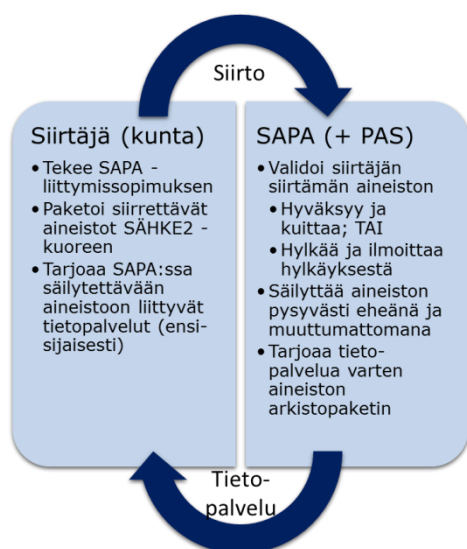 Siirto
Siirtäjä (kunta)
•Tekee SAPA -
liittymissopimuksen
•Paketoi siirrettävät
aineistot SÄHKE2 -
kuoreen
•Tarjoaa SAPA:ssa
säilytettävään
aineistoon liittyvät
tietopalvelut (ensi-
sijaisesti)
SAPA (+ PAS)
•Validoi siirtäjän
siirtämän aineiston
•Hyväksyy ja
kuittaa; TAI
•Hylkää ja ilmoittaa
hylkäyksestä
•Säilyttää aineiston
pysyvästi eheänä ja
muuttumattomana
•Tarjoaa tieto-
palvelua varten
aineiston
arkistopaketin
Tieto-
palvelu